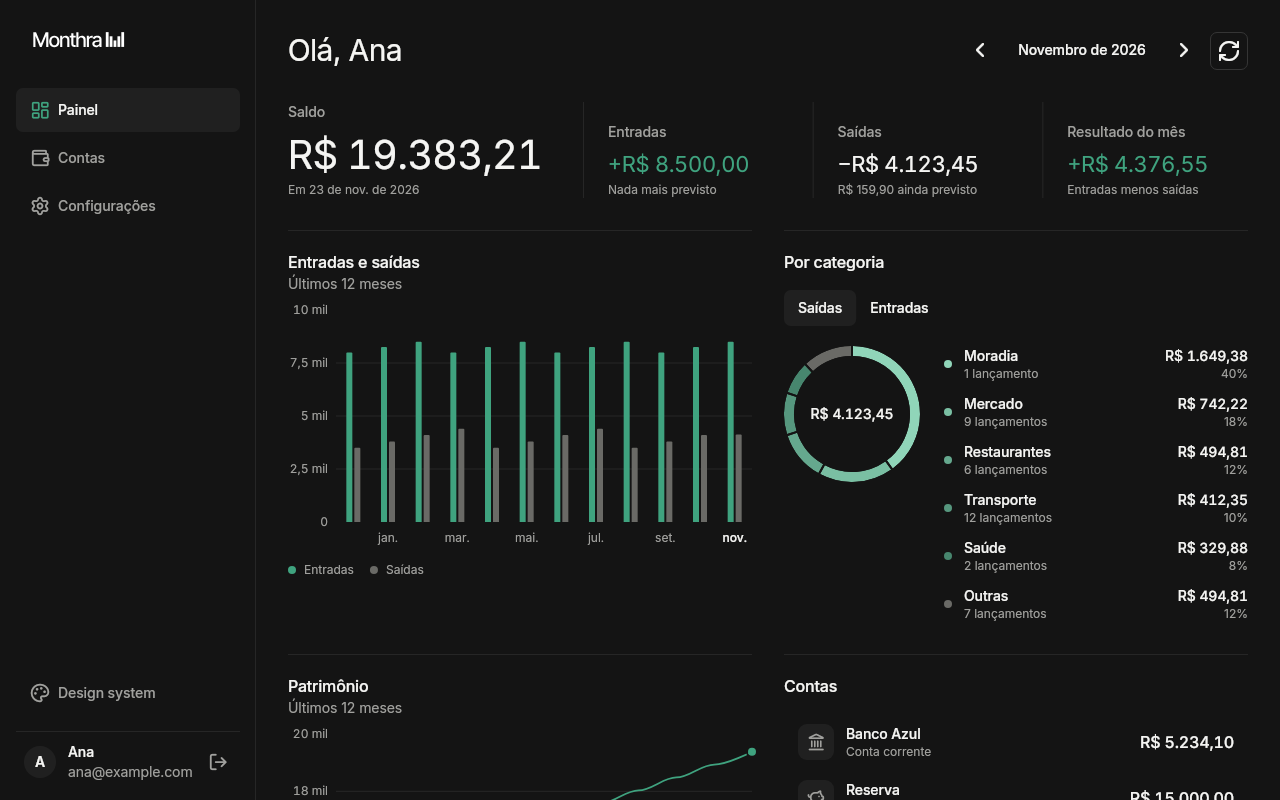 Monthra
Painel
Contas
Configurações
Design system
A
Ana
ana@example.com
Olá, Ana
Novembro de 2026
Saldo
R$ 19.383,21
Em 23 de nov. de 2026
Entradas
+R$ 8.500,00
Nada mais previsto
Saídas
−R$ 4.123,45
R$ 159,90 ainda previsto
Resultado do mês
+R$ 4.376,55
Entradas menos saídas
Entradas e saídas
Últimos 12 meses
10 mil
7,5 mil
5 mil
2,5 mil
0
jan. mar. mai. jul. set. nov.
Entradas Saídas
Por categoria
Saídas Entradas
R$ 4.123,45
Moradia R$ 1.649,38
1 lançamento 40%
Mercado R$ 742,22
9 lançamentos 18%
Restaurantes R$ 494,81
6 lançamentos 12%
Transporte R$ 412,35
12 lançamentos 10%
Saúde R$ 329,88
2 lançamentos 8%
Outras R$ 494,81
7 lançamentos 12%
Patrimônio
Últimos 12 meses
20 mil
18 mil
Contas
Banco Azul R$ 5.234,10
Conta corrente
Reserva R$ 15.000,00